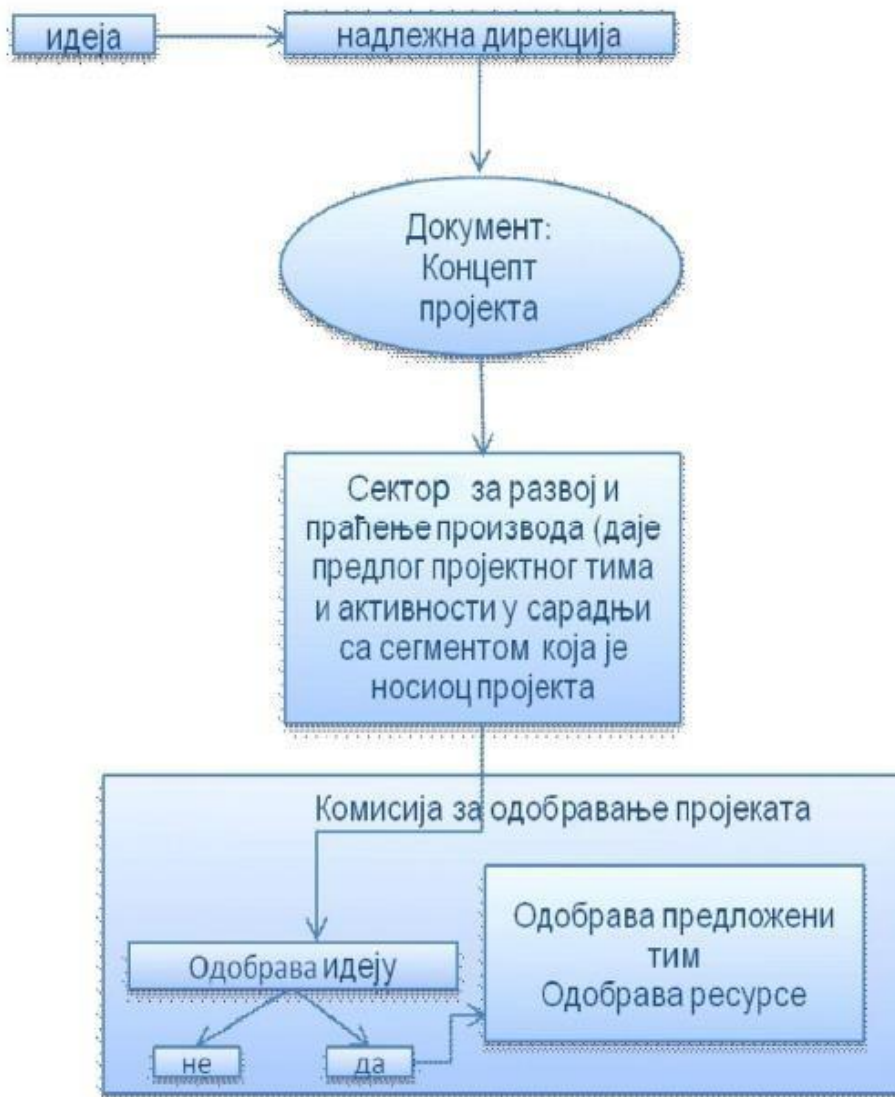 идеја
надлежна дирекција
Документ:
Концепт
пројекта
Сектор за развој и
праћење производа (даје
предлог пројектног тима
и активности у сарадњи
са сегментом која је
носиоц пројекта
Комисија за одобравање пројеката
Одобрава предложени
тим
Одобрава ресурсе
Одобрава идеју
не
да